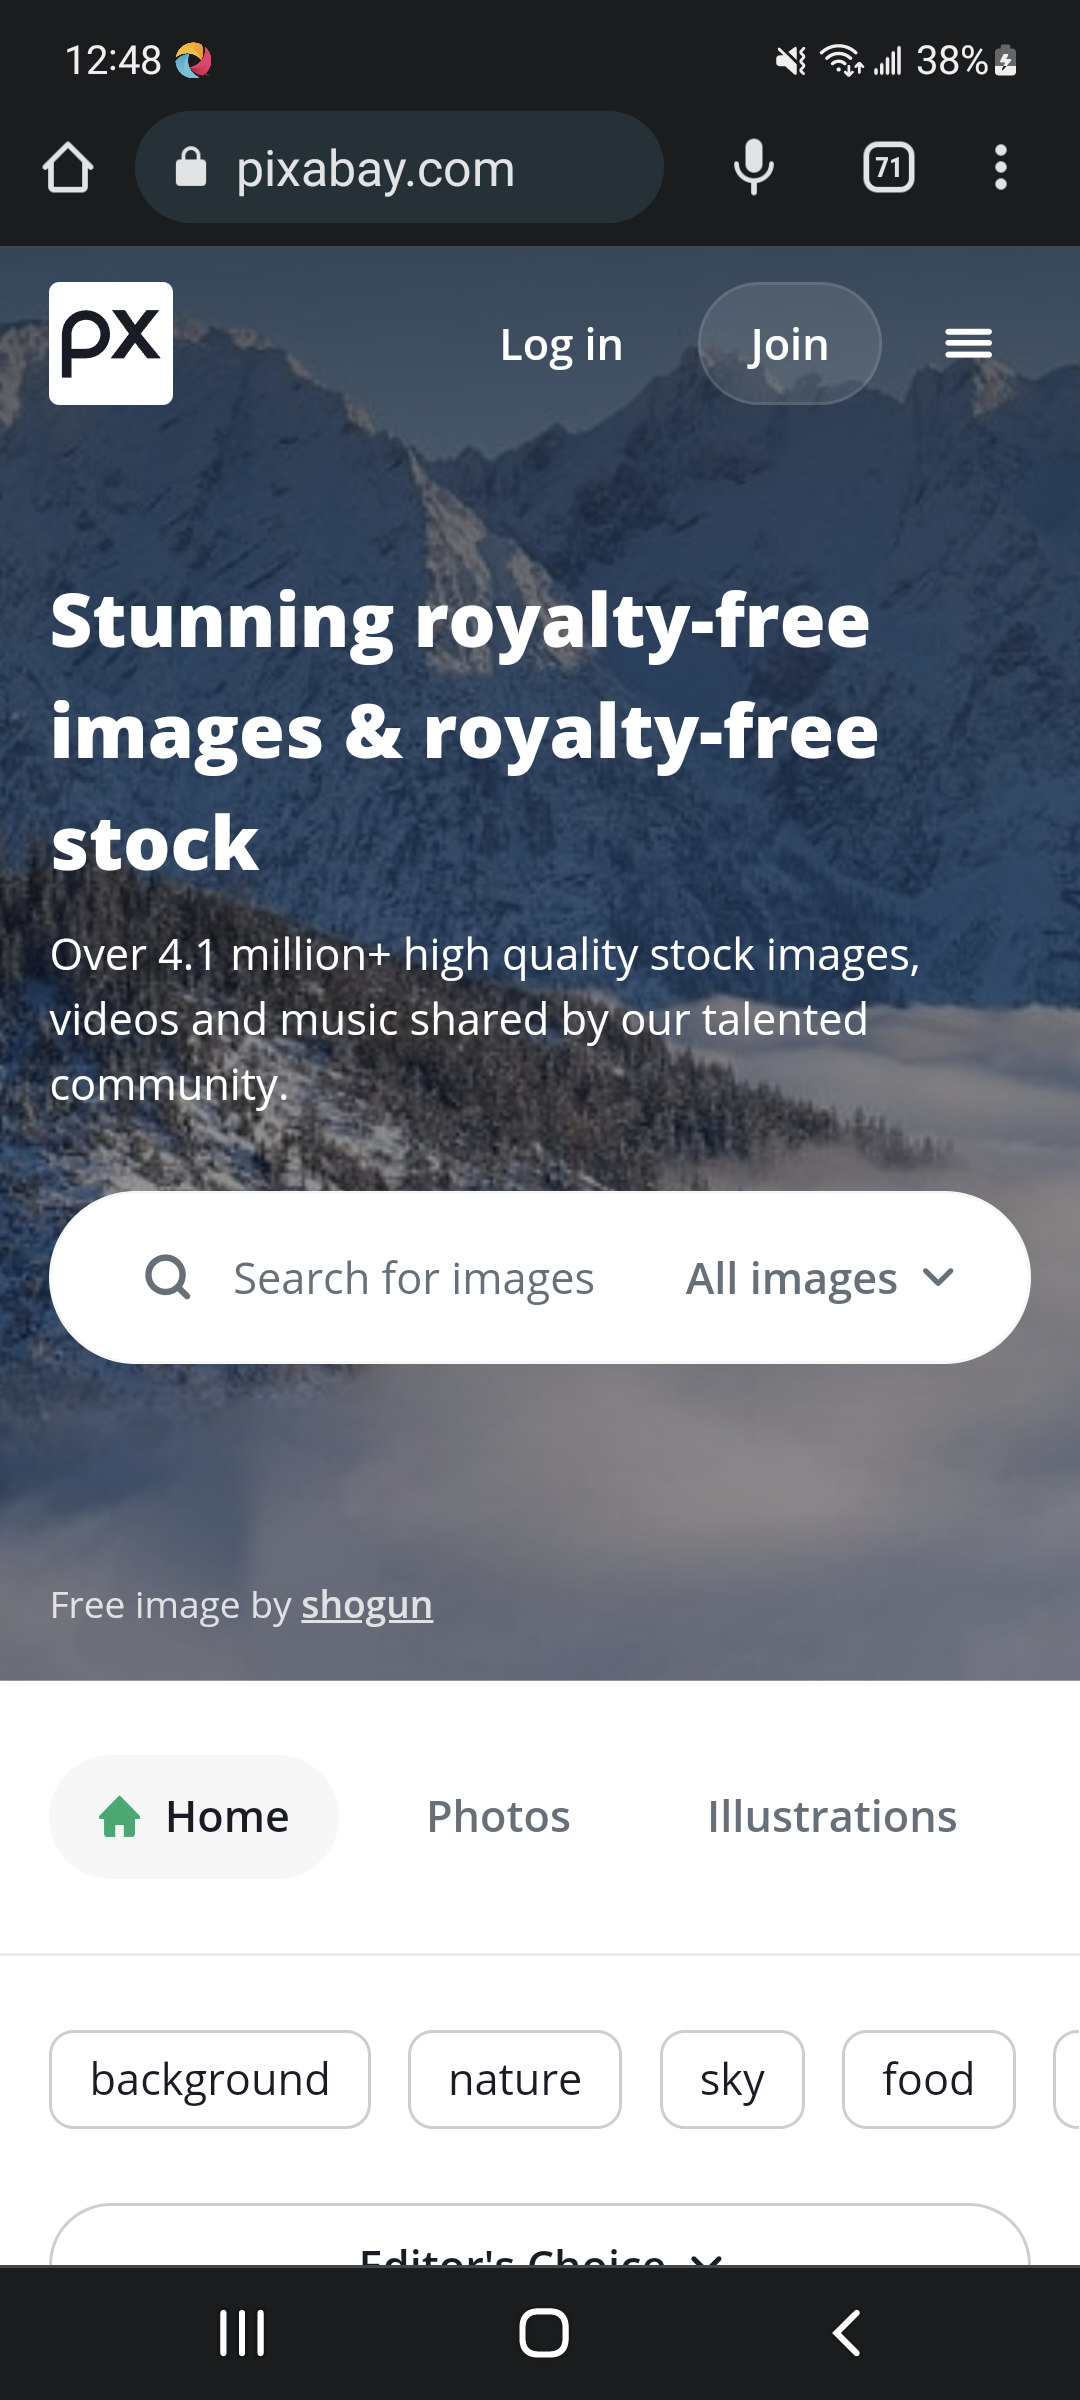 12:48 38%
pixabay.com 71
px Log in Join
Stunning royalty-free
images & royalty-free
stock
Over 4.1 million+ high quality stock images,
videos and music shared by our talented
community.
Search for images All images
Free image by shogun
Home Photos Illustrations
background nature sky food
Editor's Choice